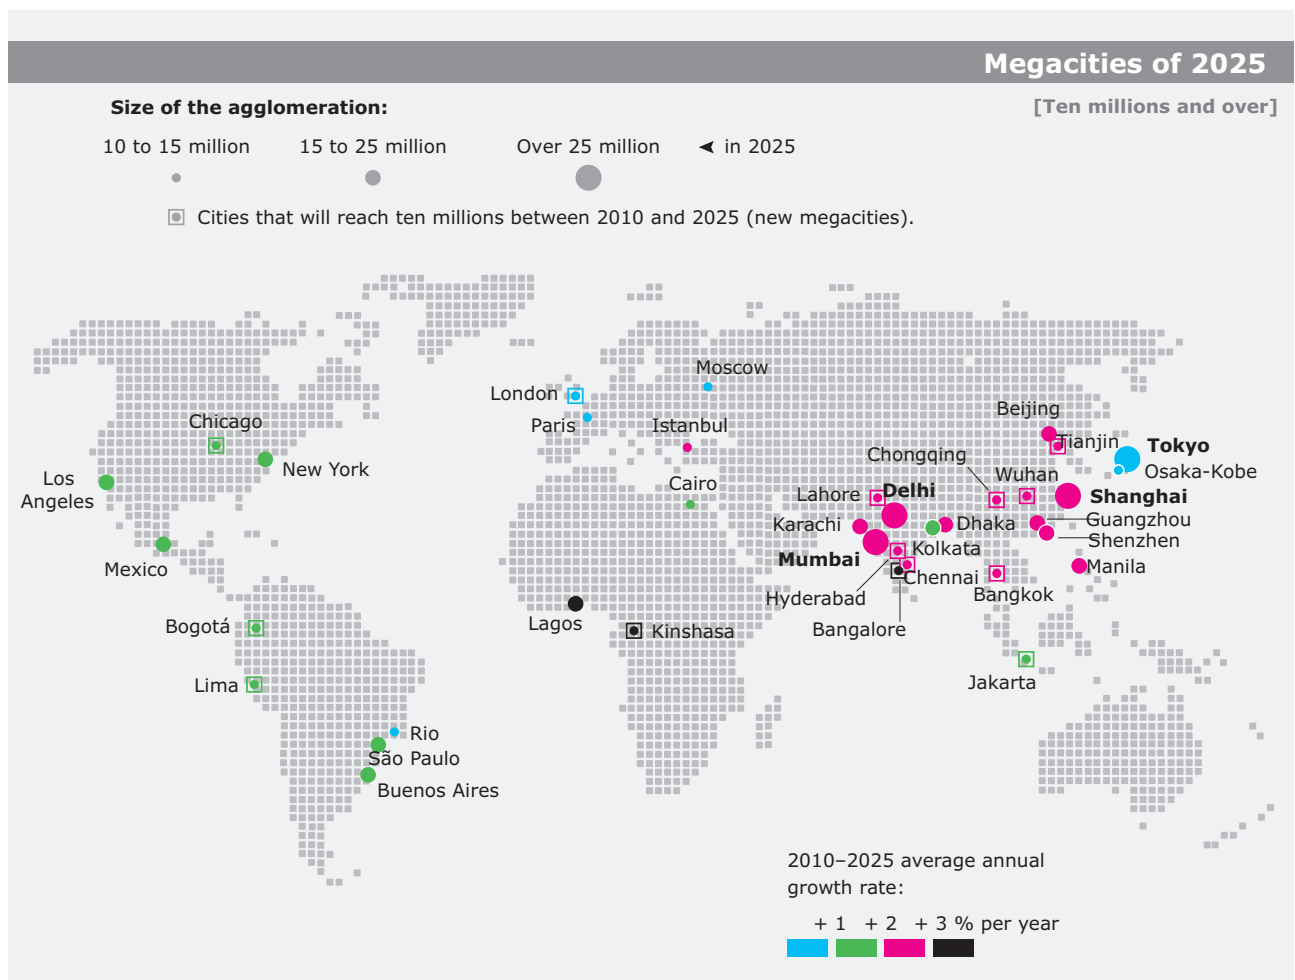 Megacities of 2025
Size of the agglomeration:
[Ten millions and over]
10 to 15 million
15 to 25 million
Over 25 million
in 2025
Cities that will reach ten millions between 2010 and 2025 (new megacities).
Moscow
London
Paris
Istanbul
Chicago
New York
Los
Angeles
Cairo
Beijing
Tianjin
Tokyo
Osaka-Kobe
Chongqing
Wuhan
Lahore
Delhi
Shanghai
Karachi
Dhaka
Guangzhou
Shenzhen
Mumbai
Kolkata
Manila
Mexico
Chennai
Hyderabad
Bangkok
Bangalore
Lagos
Kinshasa
Bogotá
Lima
Jakarta
Rio
São Paulo
Buenos Aires
2010–2025 average annual
growth rate:
+ 1 + 2 + 3 % per year